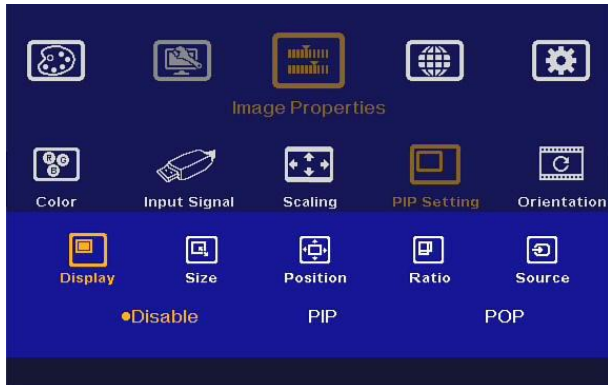 Image Properties
R G B
Color Input Signal Scaling PIP Setting Orientation
Display Size Position Ratio Source
•Disable PIP POP